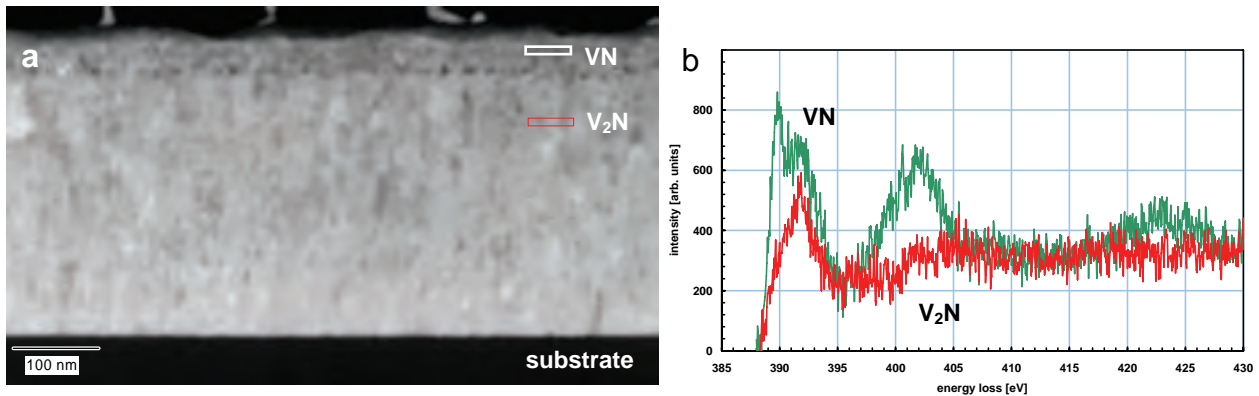 a
VN
V₂N
100 nm
substrate
b
VN
V₂N
intensity [arb. units]
800
600
400
200
0
385 390 395 400 405 410 415 420 425 430
energy loss [eV]